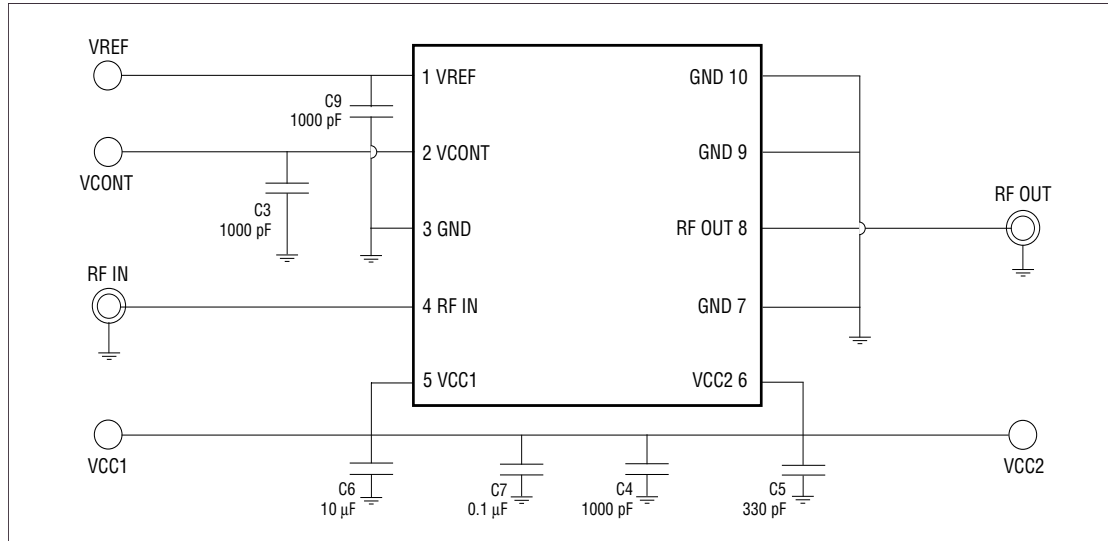 VREF
1 VREF
GND 10
C9
1000 pF
2 VCONT
GND 9
VCONT
C3
1000 pF
3 GND
RF OUT 8
RF OUT
RF IN
4 RF IN
GND 7
5 VCC1
VCC2 6
VCC1
VCC2
C6
10 µF
C7
0.1 µF
C4
1000 pF
C5
330 pF